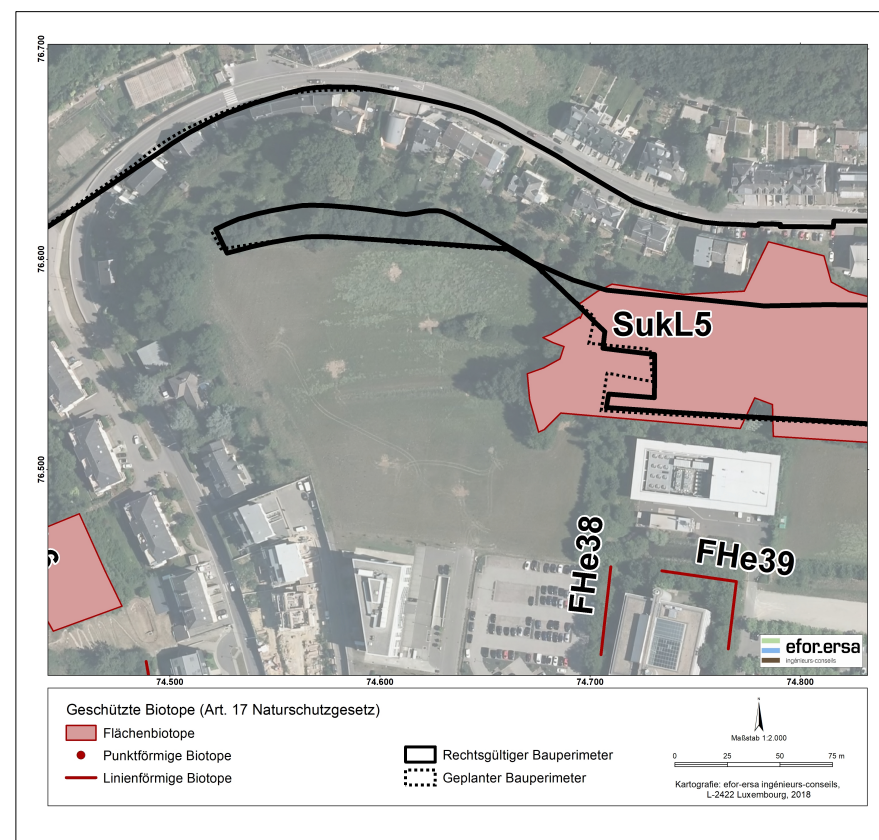 76.700
76.600
76.500
SukL5
FHe38
FHe39
9
efor-ersa
ingénieurs-conseils
74.500
74.600
74.700
74.800
Geschützte Biotope (Art. 17 Naturschutzgesetz)
Flächenbiotope
Punktförmige Biotope
Linienförmige Biotope
Rechtsgültiger Bauperimeter
Geplanter Bauperimeter
N
Maßstab 1:2.000
0 25 50 75 m
Kartografie: efor-ersa ingénieurs-conseils,
L-2422 Luxembourg, 2018